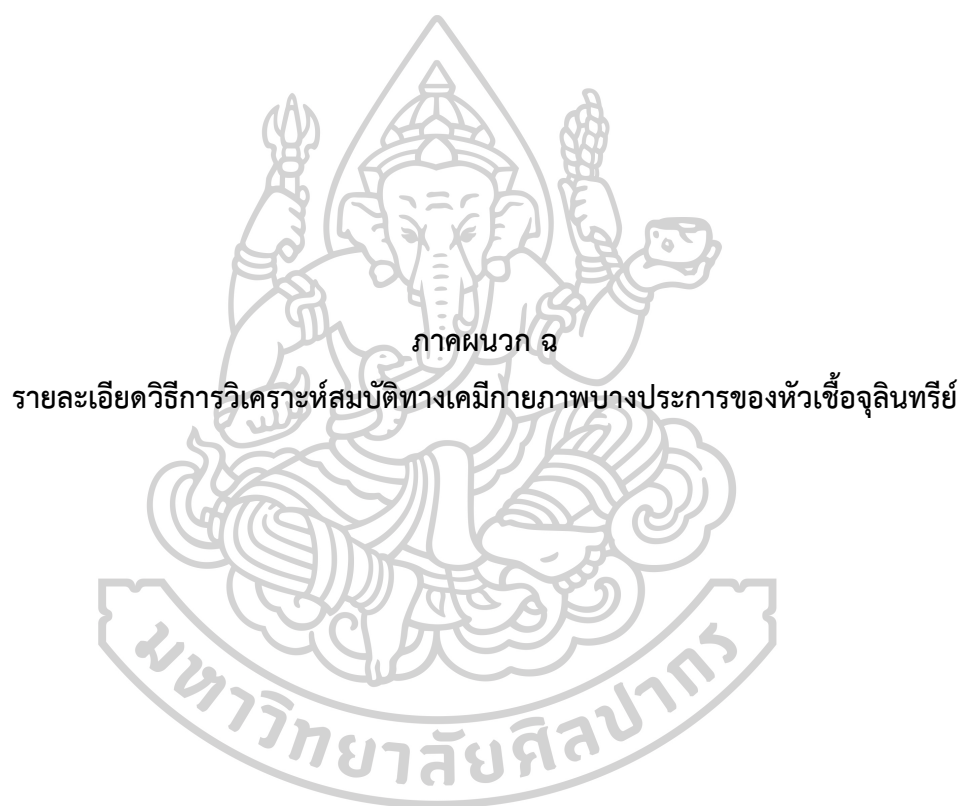 ภาคผนวก ฉ
รายละเอียดวิธีการวิเคราะห์สมบัติทางเคมีกายภาพบางประการของหัวเชื้อจุลินทรีย์
มหาวิทยาลัยศิลปากร